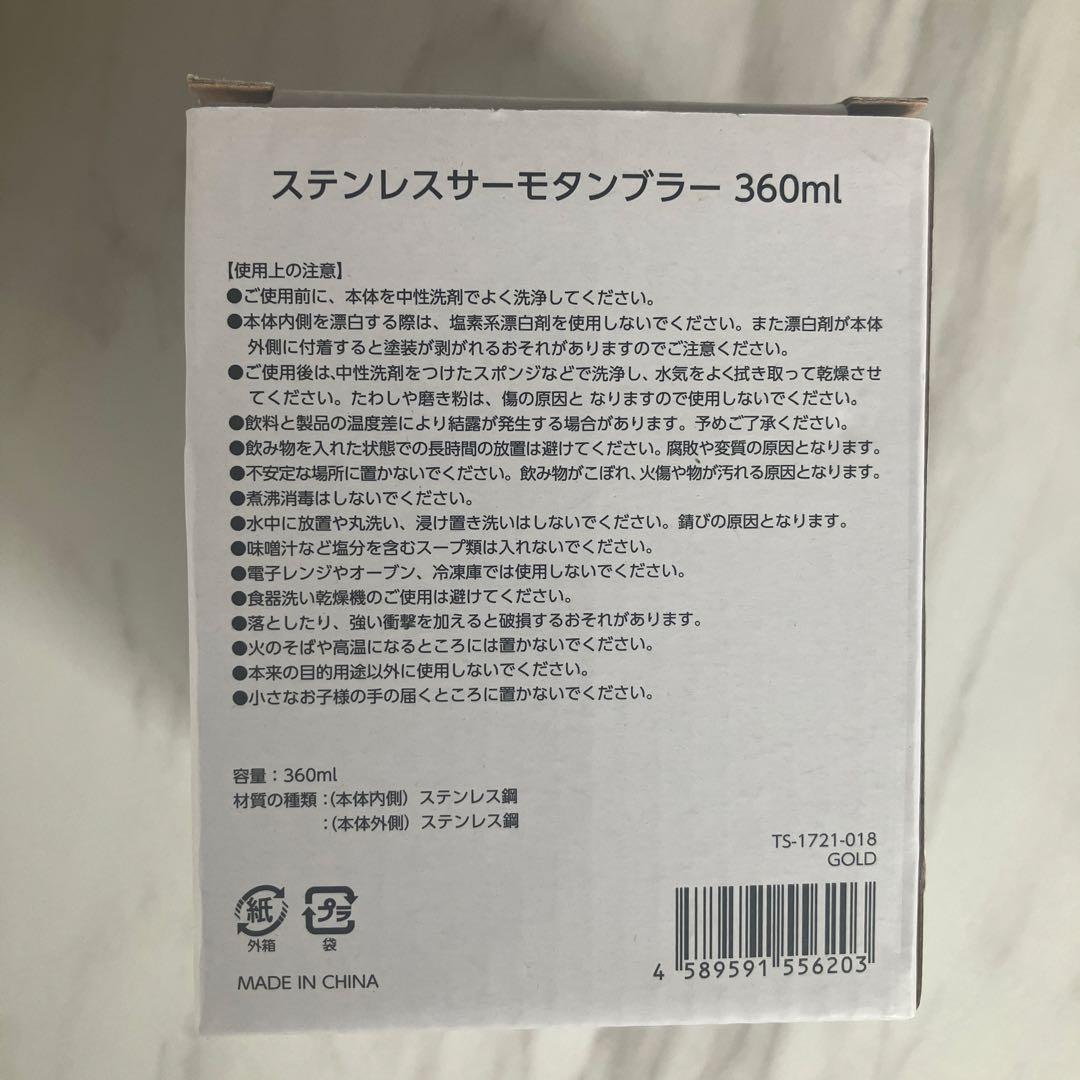 ステンレスサーモタンブラー 360ml
【使用上の注意】
●ご使用前に、本体を中性洗剤でよく洗浄してください。
●本体内側を漂白する際は、塩素系漂白剤を使用しないでください。また漂白剤が本体
外側に付着すると塗装が剥がれるおそれがありますのでご注意ください。
●ご使用後は、中性洗剤をつけたスポンジなどで洗浄し、水気をよく拭き取って乾燥させ
てください。たわしや磨き粉は、傷の原因と なりますので使用しないでください。
●飲料と製品の温度差により結露が発生する場合があります。予めご了承ください。
●飲み物を入れた状態での長時間の放置は避けてください。腐敗や変質の原因となります。
●不安定な場所に置かないでください。飲み物がこぼれ、火傷や物が汚れる原因となります。
●煮沸消毒はしないでください。
●水中に放置や丸洗い、浸け置き洗いはしないでください。錆びの原因となります。
●味噌汁など塩分を含むスープ類は入れないでください。
●電子レンジやオーブン、冷凍庫では使用しないでください。
●食器洗い乾燥機のご使用は避けてください。
●落としたり、強い衝撃を加えると破損するおそれがあります。
●火のそばや高温になるところには置かないでください。
●本来の目的用途以外に使用しないでください。
●小さなお子様の手の届くところに置かないでください。
容量：360ml
材質の種類：(本体内側) ステンレス鋼
：(本体外側) ステンレス鋼
TS-1721-018
GOLD
紙 プラ
外箱 袋
MADE IN CHINA
4 589591 556203